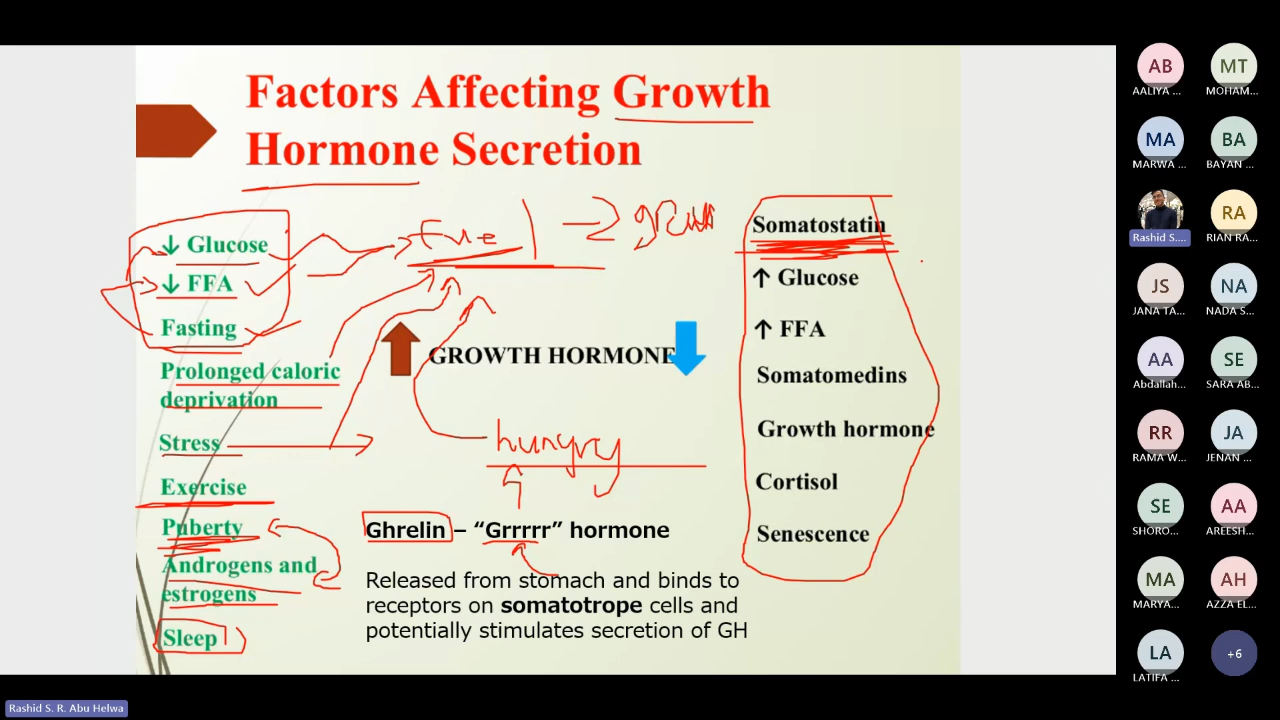 Factors Affecting Growth
Hormone Secretion
↓ Glucose
↓ FFA
Fasting
Prolonged caloric
deprivation
Stress
Exercise
Puberty
Androgens and
estrogens
Sleep
GROWTH HORMONE
hungry
Ghrelin – “Grrrrr” hormone
Released from stomach and binds to
receptors on somatotrope cells and
potentially stimulates secretion of GH
Somatostatin
↑ Glucose
↑ FFA
Somatomedins
Growth hormone
Cortisol
Senescence
AB
AALIYA ...
MT
MOHAM...
MA
MARWA ...
BA
BAYAN ...
Rashid S....
RA
RIAN RA...
JS
JANA TA...
NA
NADA S...
AA
Abdallah...
SE
SARA AB...
RR
RAMA W...
JA
JENAN ...
SE
SHORO...
AA
AREESH...
MA
MARYA...
AH
AZZA EL...
LA
LATIFA ...
+6
Rashid S. R. Abu Helwa